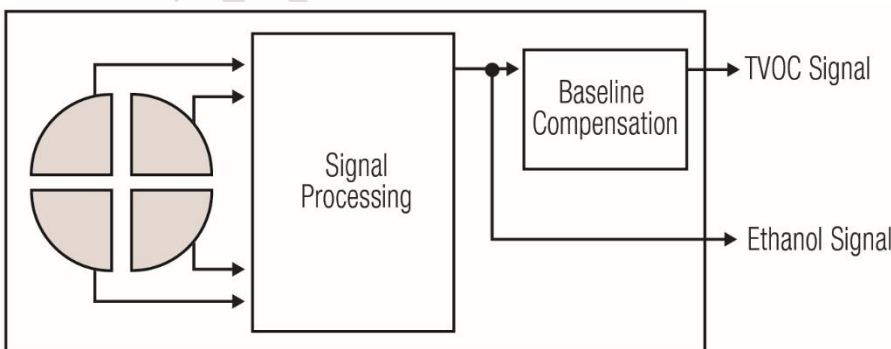 Signal
Processing
Baseline
Compensation
TVOC Signal
Ethanol Signal